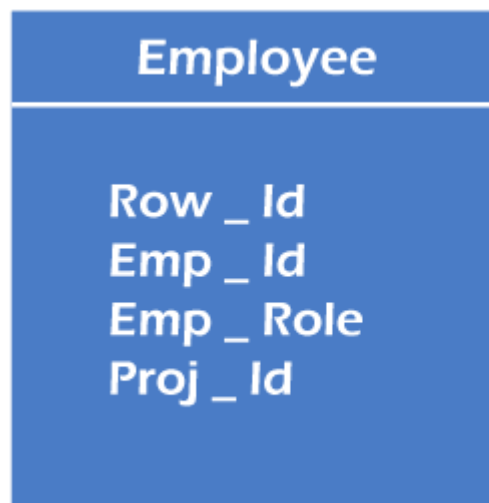 Employee
Row _ Id
Emp _ Id
Emp _ Role
Proj _ Id